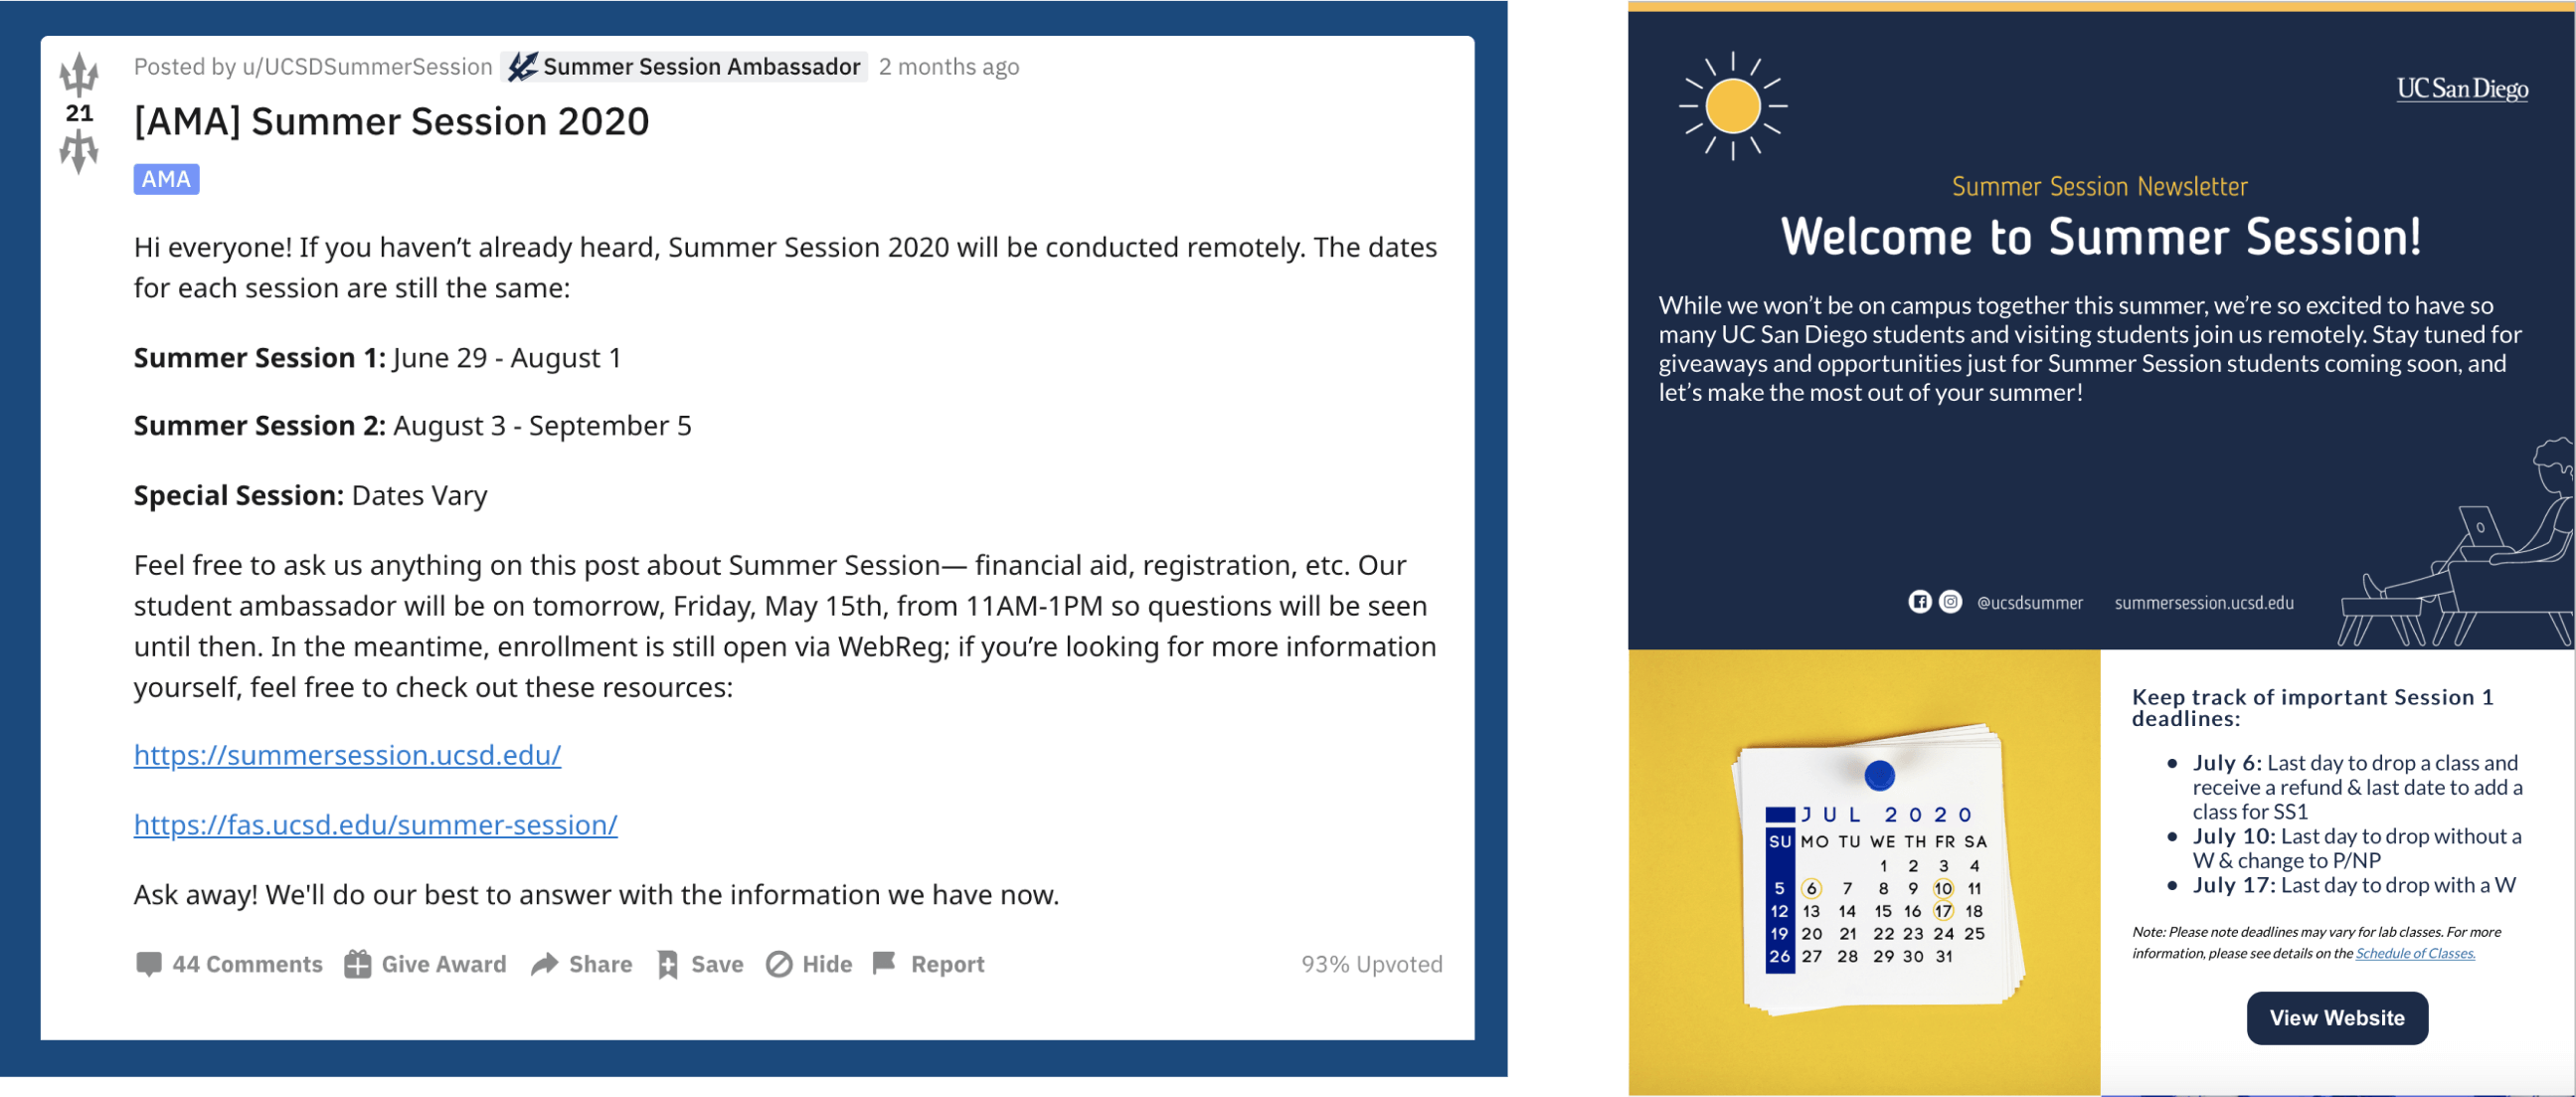 Posted by u/UCSDSummerSession Summer Session Ambassador 2 months ago
21
[AMA] Summer Session 2020
AMA
Hi everyone! If you haven’t already heard, Summer Session 2020 will be conducted remotely. The dates
for each session are still the same:
Summer Session 1: June 29 - August 1
Summer Session 2: August 3 - September 5
Special Session: Dates Vary
Feel free to ask us anything on this post about Summer Session— financial aid, registration, etc. Our
student ambassador will be on tomorrow, Friday, May 15th, from 11AM-1PM so questions will be seen
until then. In the meantime, enrollment is still open via WebReg; if you’re looking for more information
yourself, feel free to check out these resources:
https://summersession.ucsd.edu/
https://fas.ucsd.edu/summer-session/
Ask away! We'll do our best to answer with the information we have now.
44 Comments Give Award Share Save Hide Report 93% Upvoted
UC San Diego
Summer Session Newsletter
Welcome to Summer Session!
While we won’t be on campus together this summer, we’re so excited to have so
many UC San Diego students and visiting students join us remotely. Stay tuned for
giveaways and opportunities just for Summer Session students coming soon, and
let’s make the most out of your summer!
@ucsdsummer summersession.ucsd.edu
JUL 2020
SU MO TU WE TH FR SA
1 2 3 4
5 6 7 8 9 10 11
12 13 14 15 16 17 18
19 20 21 22 23 24 25
26 27 28 29 30 31
Keep track of important Session 1
deadlines:
• July 6: Last day to drop a class and
receive a refund & last date to add a
class for SS1
• July 10: Last day to drop without a
W & change to P/NP
• July 17: Last day to drop with a W
Note: Please note deadlines may vary for lab classes. For more
information, please see details on the Schedule of Classes.
View Website